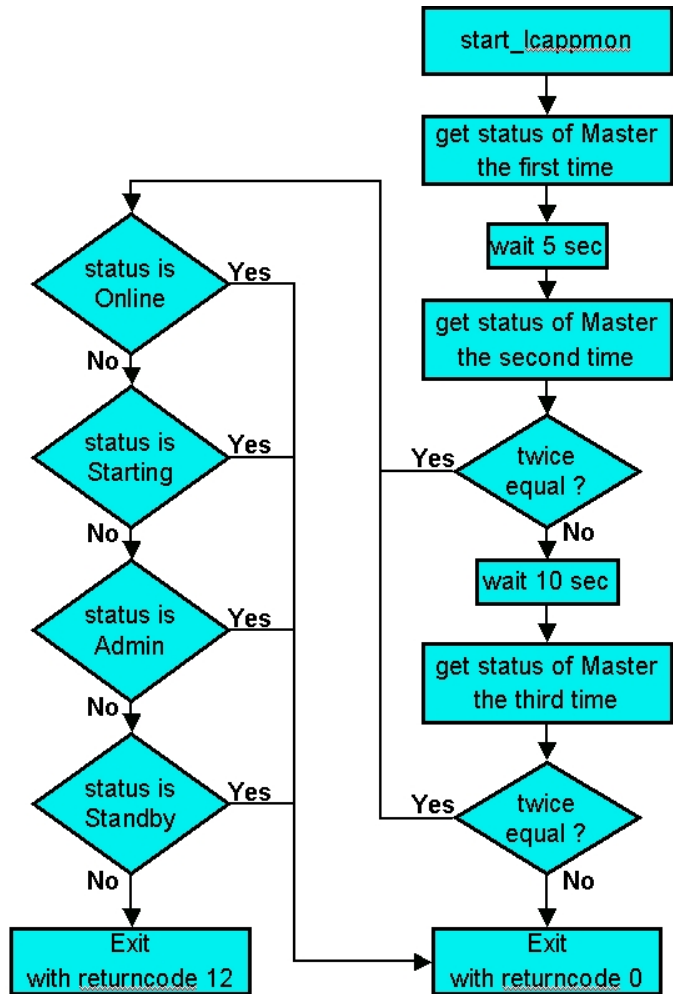 start_lcappmon
get status of Master
the first time
wait 5 sec
get status of Master
the second time
twice
equal ?
Yes
No
wait 10 sec
get status of Master
the third time
twice
equal ?
Yes
No
Exit
with returncode 0
status is
Online
Yes
No
status is
Starting
Yes
No
status is
Admin
Yes
No
status is
Standby
Yes
No
Exit
with returncode 12